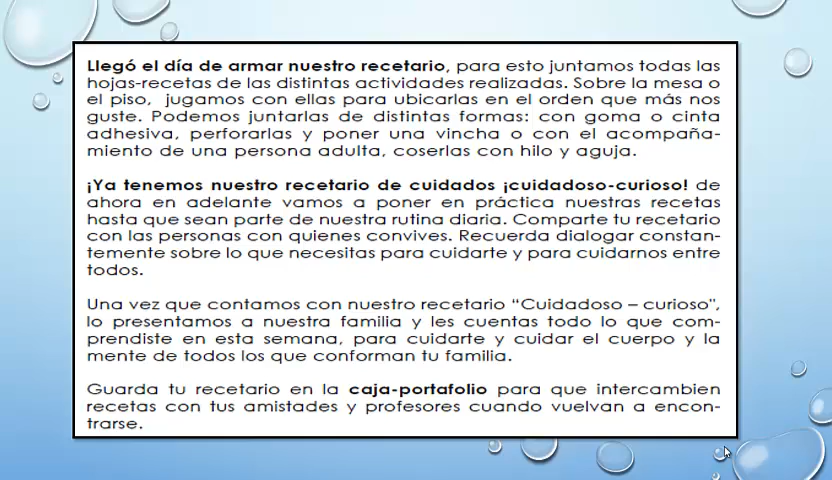 Llegó el día de armar nuestro recetario, para esto juntamos todas las
hojas-recetas de las distintas actividades realizadas. Sobre la mesa o
el piso, jugamos con ellas para ubicarlas en el orden que más nos
guste. Podemos juntarlas de distintas formas: con goma o cinta
adhesiva, perforarlas y poner una vincha o con el acompaña-
miento de una persona adulta, coserlas con hilo y aguja.
¡Ya tenemos nuestro recetario de cuidados ¡cuidadoso-curioso! de
ahora en adelante vamos a poner en práctica nuestras recetas
hasta que sean parte de nuestra rutina diaria. Comparte tu recetario
con las personas con quienes convives. Recuerda dialogar constan-
temente sobre lo que necesitas para cuidarte y para cuidarnos entre
todos.
Una vez que contamos con nuestro recetario “Cuidadoso – curioso”,
lo presentamos a nuestra familia y les cuentas todo lo que com-
prendiste en esta semana, para cuidarte y cuidar el cuerpo y la
mente de todos los que conforman tu familia.
Guarda tu recetario en la caja-portafolio para que intercambien
recetas con tus amistades y profesores cuando vuelvan a encon-
trarse.